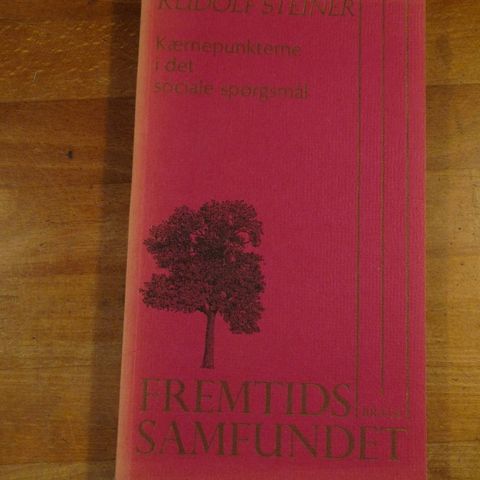 RUDOLF STEINER
Kærnepunkterne
i det
sociale spørgsmål
FREMTIDS
SAMFUNDET